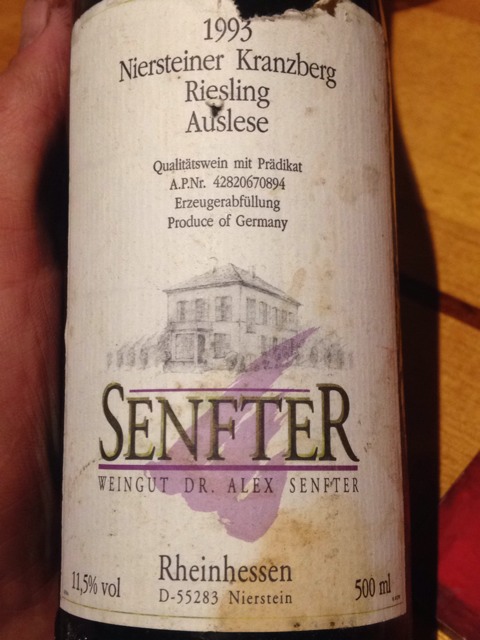 1993
Niersteiner Kranzberg
Riesling
Auslese
Qualitätswein mit Prädikat
A.P.Nr. 42820670894
Erzeugerabfüllung
Produce of Germany
SENFTER
WEINGUT DR. ALEX SENFTER
Rheinhessen
11,5% vol
D-55283 Nierstein
500 ml